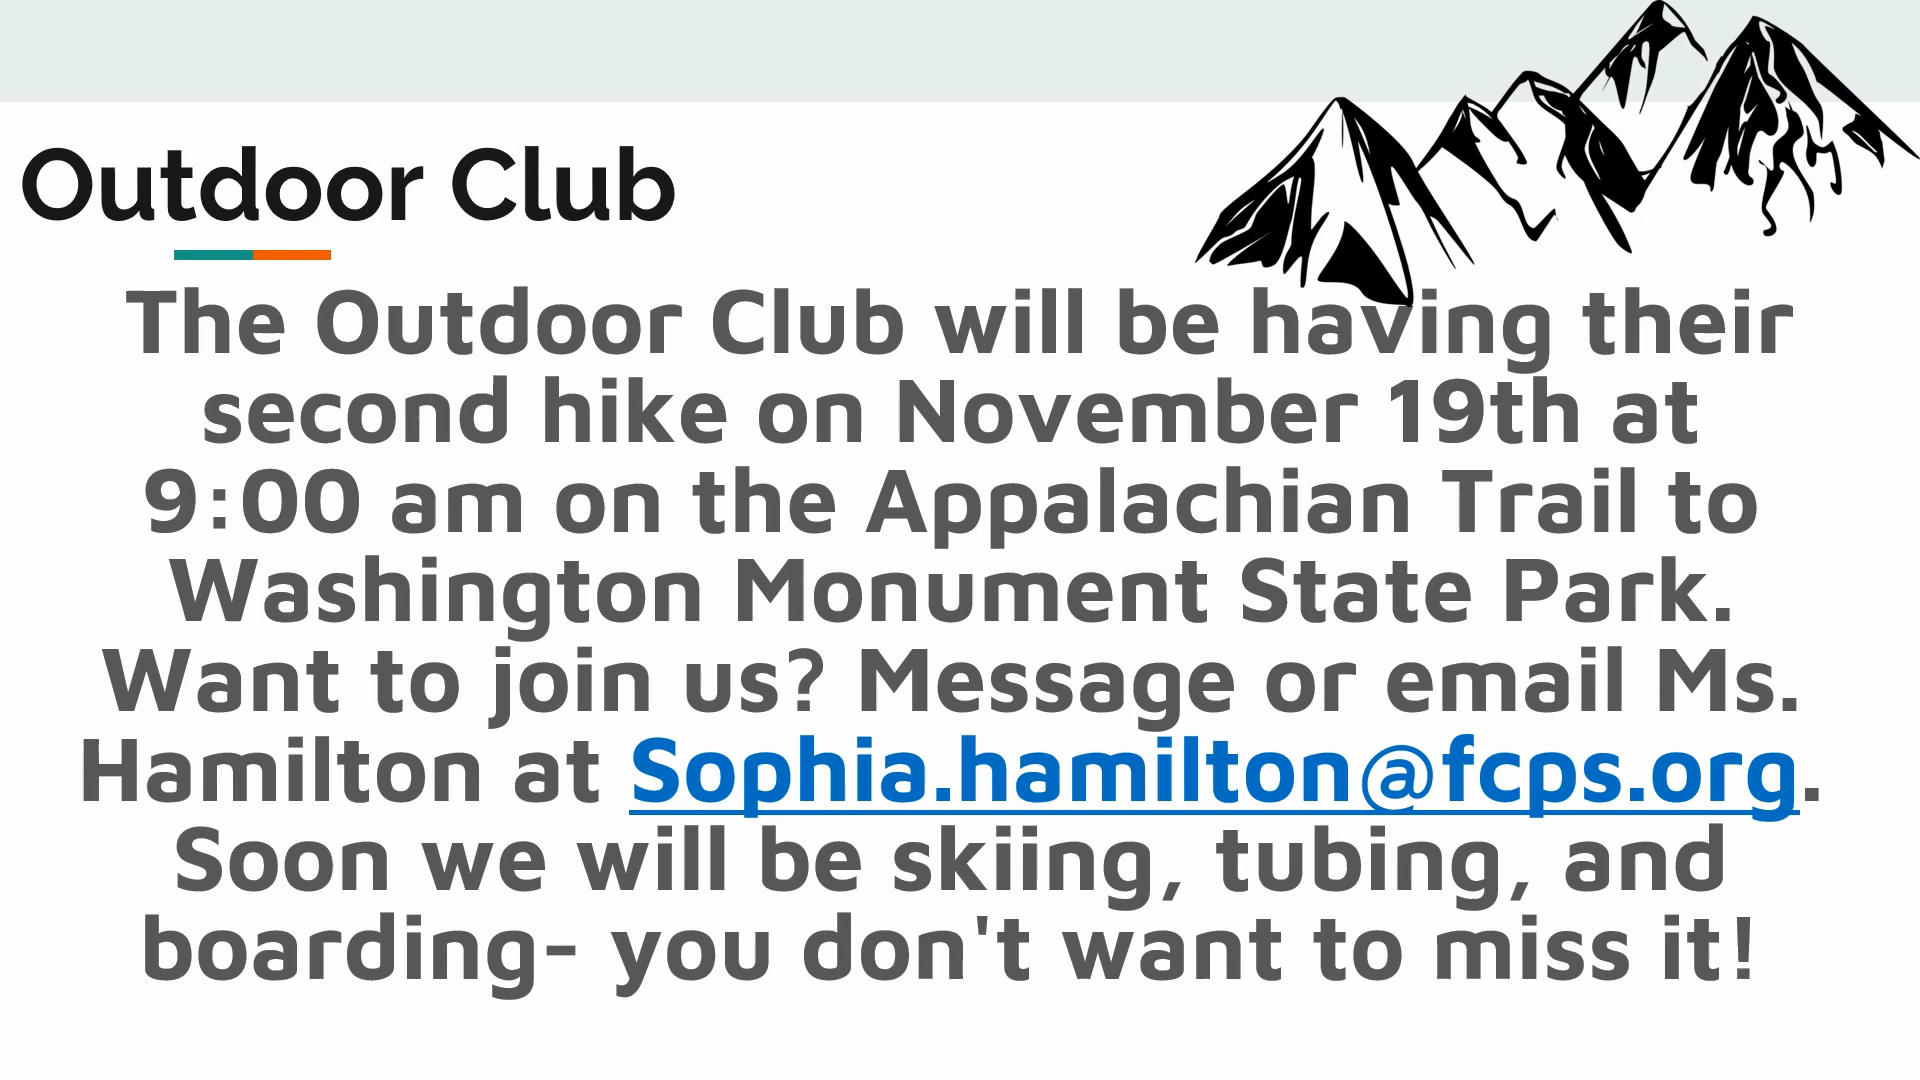 Outdoor Club
The Outdoor Club will be having their
second hike on November 19th at
9:00 am on the Appalachian Trail to
Washington Monument State Park.
Want to join us? Message or email Ms.
Hamilton at Sophia.hamilton@fcps.org.
Soon we will be skiing, tubing, and
boarding- you don't want to miss it!